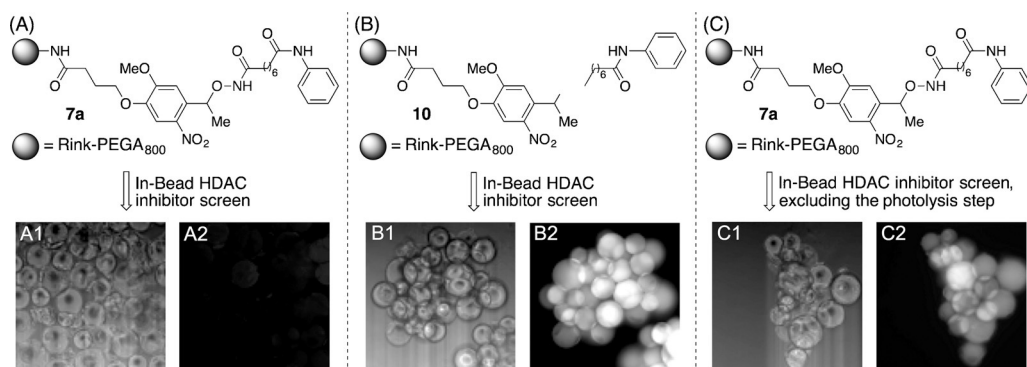 (A)
NH
O
MeO
O
O
O
NH
( )6
O
NH
Me
NO2
7a
= Rink-PEGA800
In-Bead HDAC
inhibitor screen
A1
A2
(B)
NH
O
MeO
O
10
Me
NO2
H
N
O
( )6
= Rink-PEGA800
In-Bead HDAC
inhibitor screen
B1
B2
(C)
NH
O
MeO
O
O
O
NH
( )6
O
NH
Me
NO2
7a
= Rink-PEGA800
In-Bead HDAC inhibitor screen,
excluding the photolysis step
C1
C2